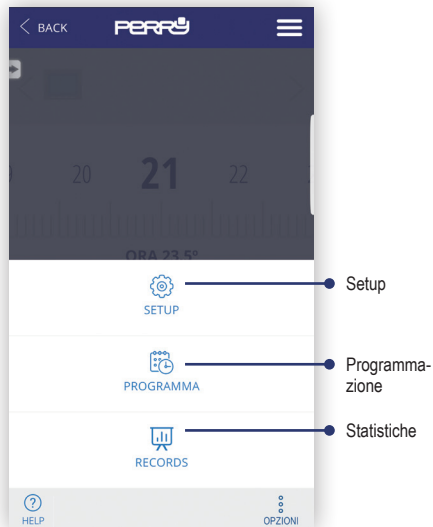 BACK
PERRY
20 21 22
ORA 23.5°
SETUP
Setup
PROGRAMMA
Programma-
zione
Statistiche
RECORDS
?
HELP
OPZIONI